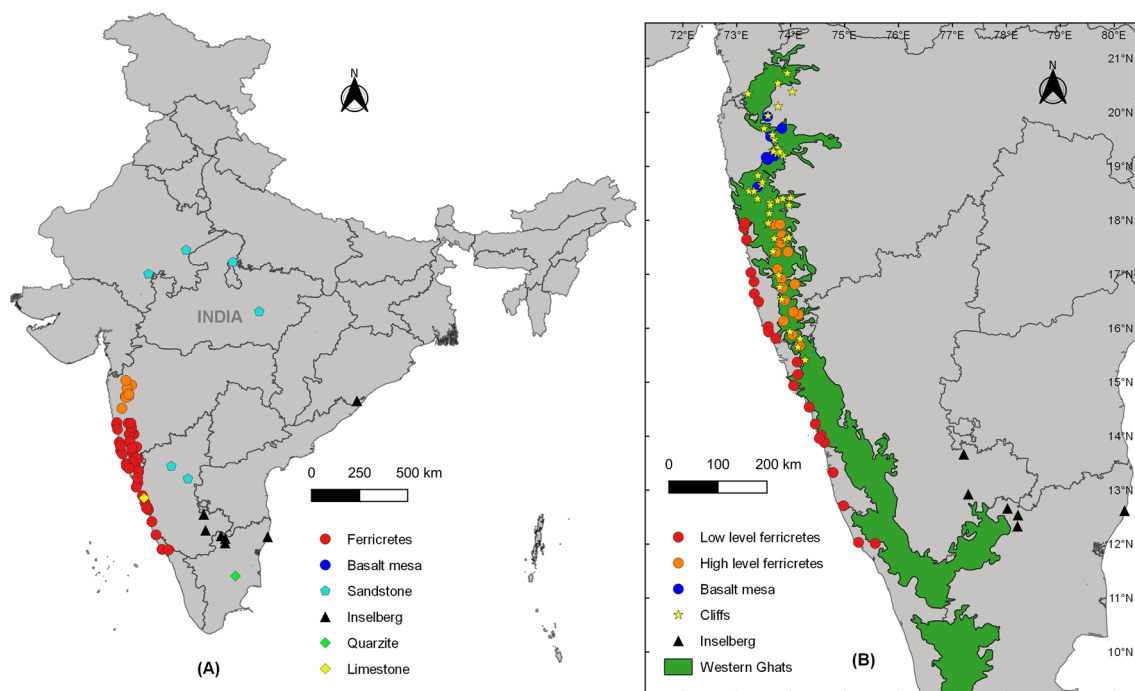 N
INDIA
0 250 500 km
Ferricretes
Basalt mesa
Sandstone
Inselberg
Quarzite
Limestone
(A)
72°E 73°E 74°E 75°E 76°E 77°E 78°E 79°E 80°E
21°N
20°N
19°N
18°N
17°N
16°N
15°N
14°N
13°N
12°N
11°N
10°N
N
0 100 200 km
Low level ferricretes
High level ferricretes
Basalt mesa
Cliffs
Inselberg
Western Ghats
(B)